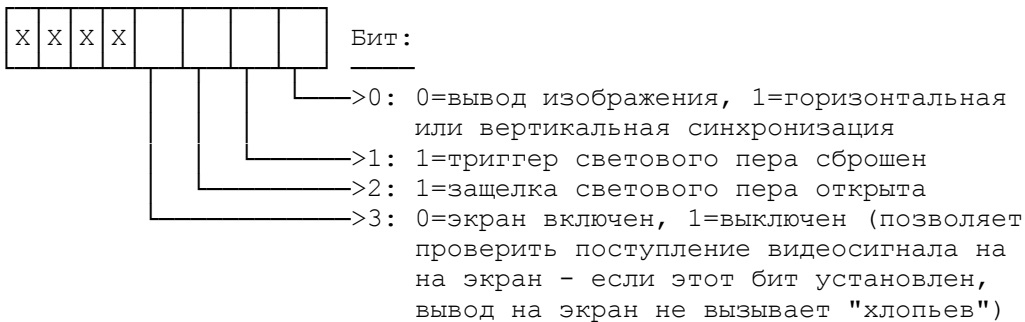 X X X X Бит:
>0: 0=вывод изображения, 1=горизонтальная
или вертикальная синхронизация
>1: 1=триггер светового пера сброшен
>2: 1=защелка светового пера открыта
>3: 0=экран включен, 1=выключен (позволяет
проверить поступление видеосигнала на
на экран - если этот бит установлен,
вывод на экран не вызывает "хлопьев")